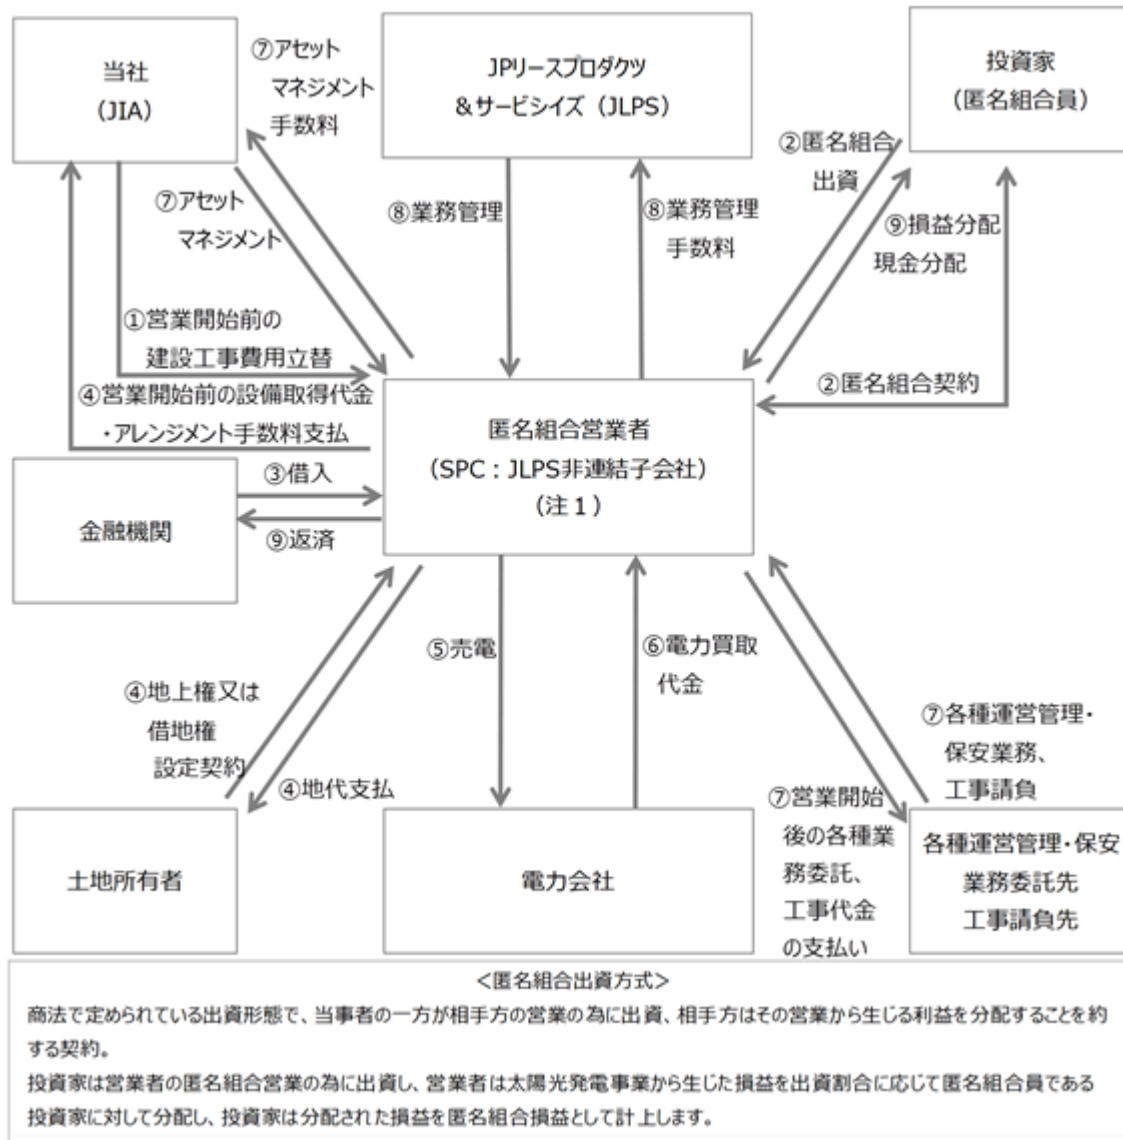 当社
(JIA)
⑦アセット
マネジメント
手数料
JPリースプロダクツ
&サービシイズ（JLPS）
投資家
（匿名組合員）
②匿名組合
出資
⑦アセット
マネジメント
⑧業務管理
⑧業務管理
手数料
⑨損益分配
現金分配
①営業開始前の
建設工事費用立替
④営業開始前の設備取得代金
・アレンジメント手数料支払
②匿名組合契約
匿名組合営業者
（SPC：JLPS非連結子会社）
（注１）
③借入
金融機関
⑨返済
⑤売電
⑥電力買取
代金
④地上権又は
借地権
設定契約
④地代支払
⑦各種運営管理・
保安業務、
工事請負
⑦営業開始
後の各種業
務委託、
工事代金
の支払い
土地所有者
電力会社
各種運営管理・保安
業務委託先
工事請負先
＜匿名組合出資方式＞
商法で定められている出資形態で、当事者の一方が相手方の営業の為に出資、相手方はその営業から生じる利益を分配することを約
する契約。
投資家は営業者の匿名組合営業の為に出資し、営業者は太陽光発電事業から生じた損益を出資割合に応じて匿名組合員である
投資家に対して分配し、投資家は分配された損益を匿名組合損益として計上します。